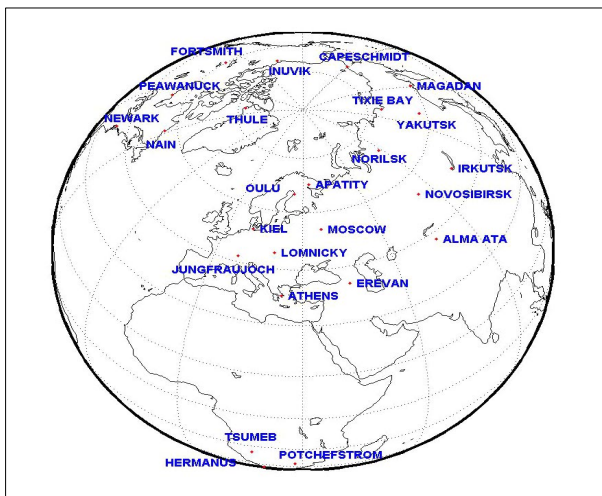 FORTSMITH
CAPESCHMIDT
INUVIK
PEAWANUCK
MAGADAN
TIXIE BAY
NEWARK
THULE
YAKUTSK
NAIN
NORILSK
IRKUTSK
OULU
APATITY
NOVOSIBIRSK
KIEL
MOSCOW
ALMA ATA
LOMNICKY
JUNGFRAUJOCH
EREVAN
ATHENS
TSUMEB
POTCHEFSTROM
HERMANUS